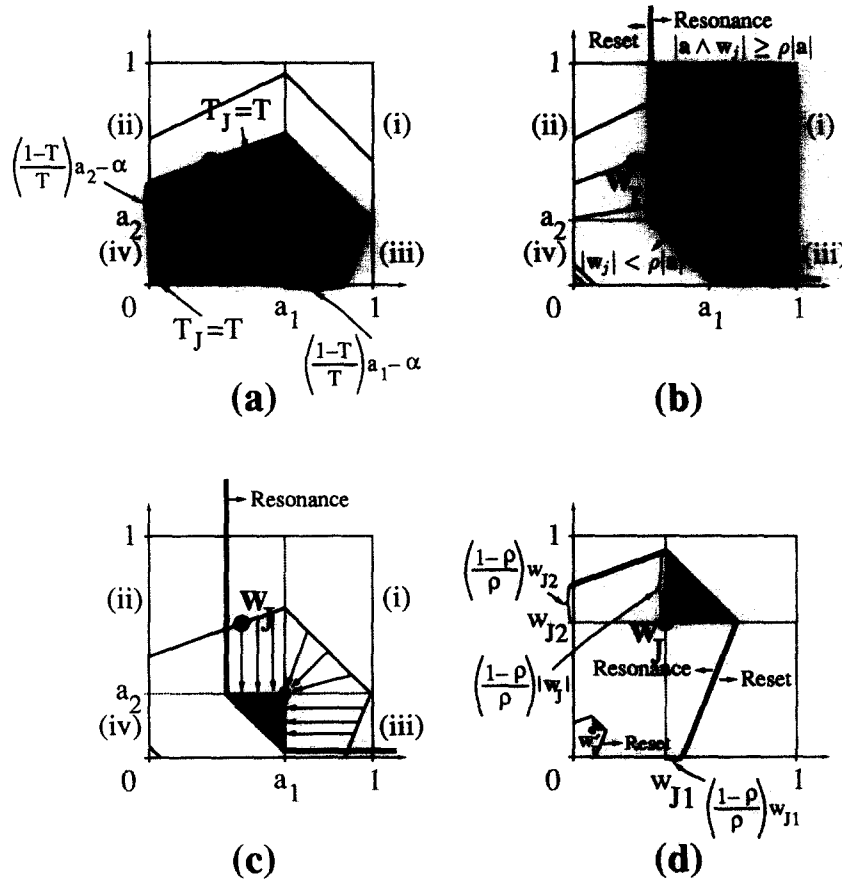 1
(ii)
T_J=T
(i)
((1-T)/T) a_2 - α
a_2
(iv)
(iii)
0
T_J=T
a_1
1
((1-T)/T) a_1 - α
(a)
Reset
Resonance
|a ∧ w_j| ≥ ρ|a|
1
(ii)
(i)
W_J
a_2
(iv)
|w_j| < ρ|a|
(iii)
0
a_1
1
(b)
Resonance
1
(ii)
W_J
(i)
a_2
(iv)
(iii)
0
a_1
1
(c)
1
((1-ρ)/ρ) w_J2
w_J2
W_J
((1-ρ)/ρ) |w_J|
Resonance
Reset
Reset
0
w_J1
1
((1-ρ)/ρ) w_J1
(d)